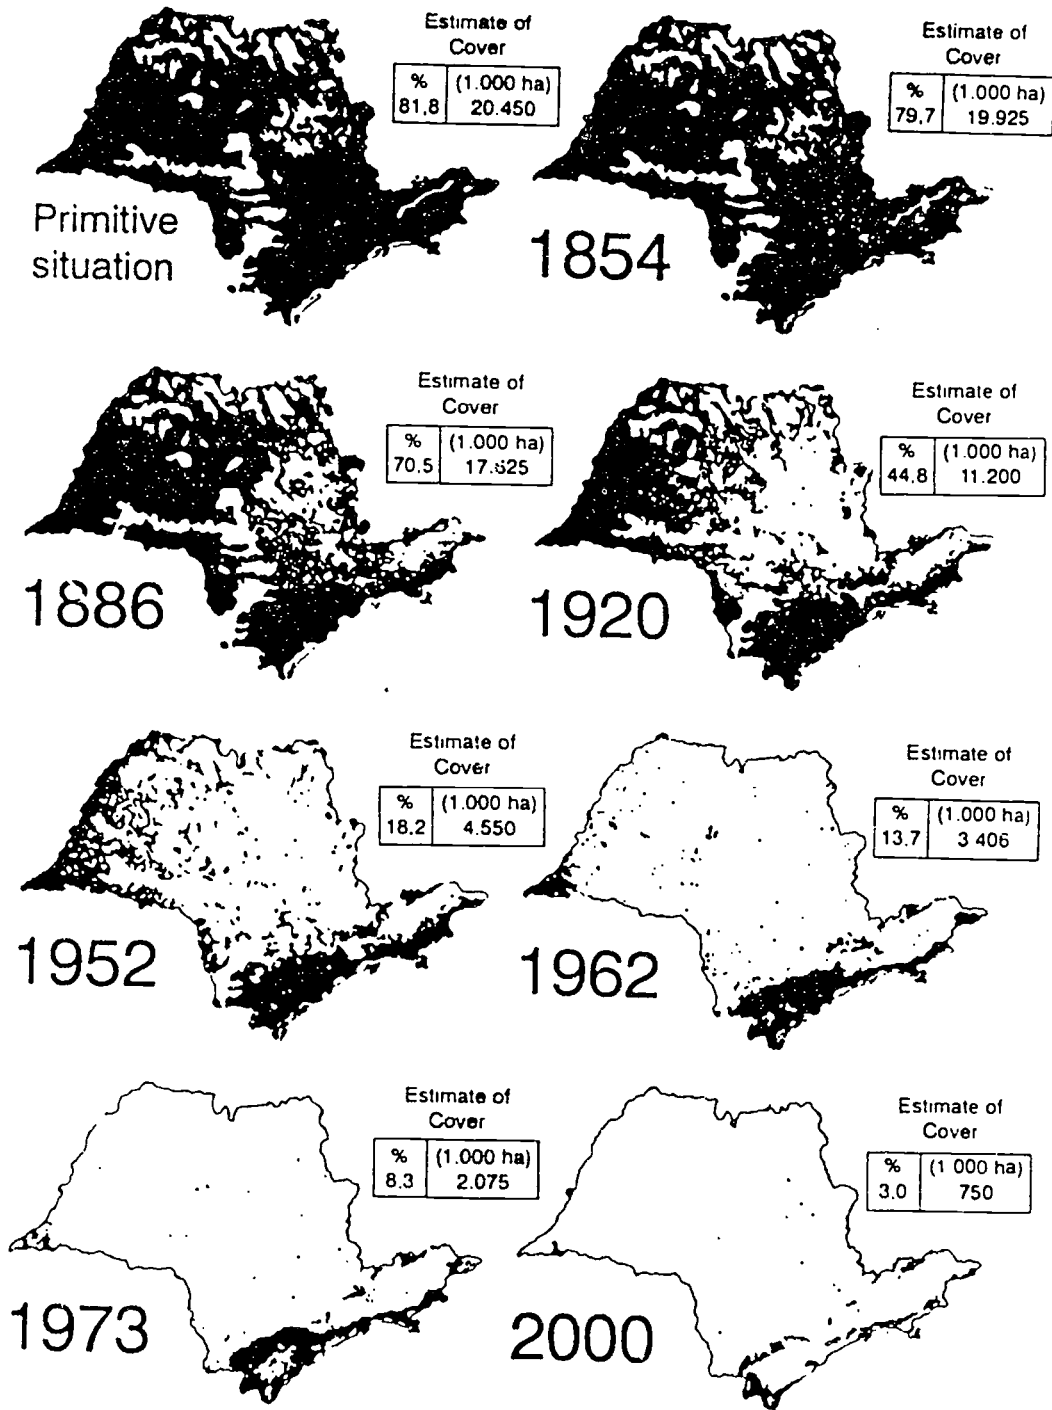 Estimate of
Cover
% (1.000 ha)
81,8 20.450
Primitive
situation
Estimate of
Cover
% (1.000 ha)
79,7 19.925
1854
Estimate of
Cover
% (1.000 ha)
70.5 17.625
1886
Estimate of
Cover
% (1.000 ha)
44.8 11.200
1920
Estimate of
Cover
% (1.000 ha)
18.2 4.550
1952
Estimate of
Cover
% (1.000 ha)
13.7 3 406
1962
Estimate of
Cover
% (1.000 ha)
8.3 2.075
1973
Estimate of
Cover
% (1 000 ha)
3.0 750
2000